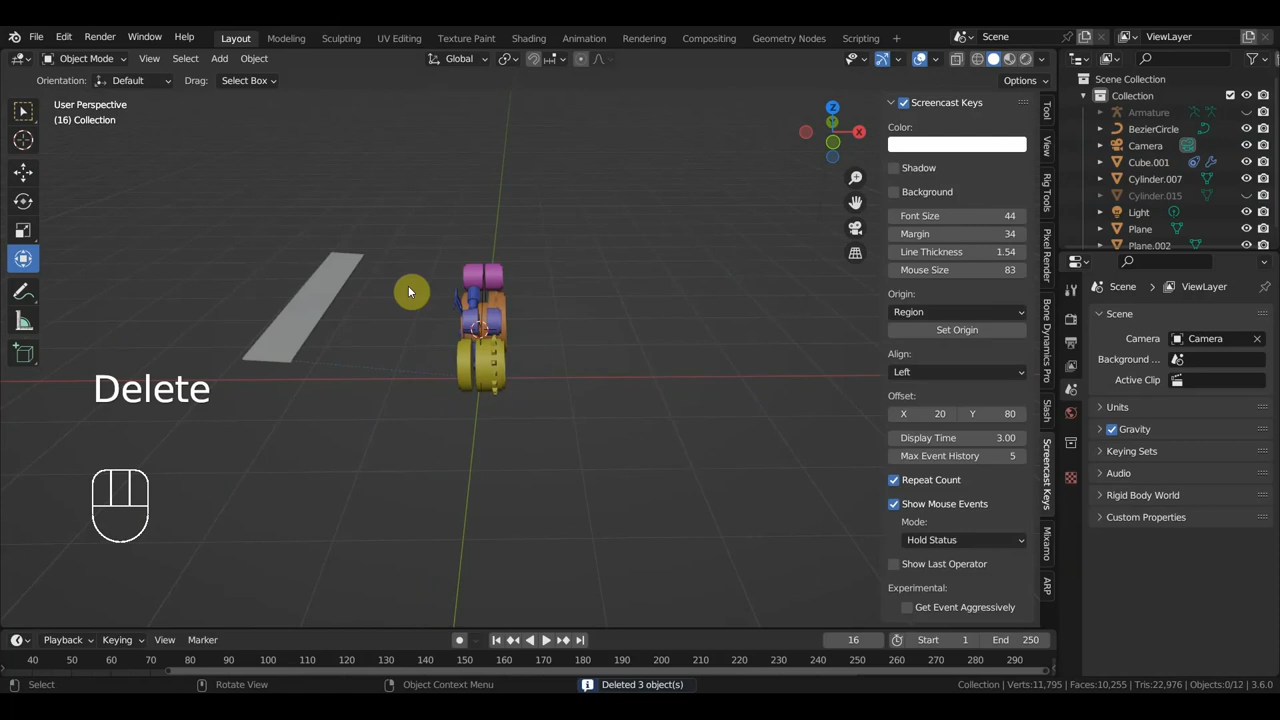 File Edit Render Window Help Layout Modeling Sculpting UV Editing Texture Paint Shading Animation Rendering Compositing Geometry Nodes Scripting + Scene ViewLayer
Object Mode View Select Add Object Global Options
Orientation: Default Drag: Select Box
User Perspective
(16) Collection
Z
Y
X
Delete
Screencast Keys
Color:
Shadow
Background
Font Size 44
Margin 34
Line Thickness 1.54
Mouse Size 83
Origin:
Region
Set Origin
Align:
Left
Offset:
X 20 Y 80
Display Time 3.00
Max Event History 5
Repeat Count
Show Mouse Events
Mode:
Hold Status
Show Last Operator
Experimental:
Get Event Aggressively
Tool
View
Rig Tools
Pixel Render
Bone Dynamics Pro
Slash
Screencast Keys
Mixamo
ARP
Scene Collection
Collection
Armature
BezierCircle
Camera
Cube.001
Cylinder.007
Cylinder.015
Light
Plane
Plane.002
Scene ViewLayer
Scene
Camera Camera
Background ...
Active Clip
Units
Gravity
Keying Sets
Audio
Rigid Body World
Custom Properties
Playback Keying View Marker 16 Start 1 End 250
40 50 60 70 80 90 100 110 120 130 140 150 160 170 180 190 200 210 220 230 240 250 260 270 280 290
Select Rotate View Object Context Menu Deleted 3 object(s) Collection | Verts:11,795 | Faces:10,255 | Tris:22,976 | Objects:0/12 | 3.6.0